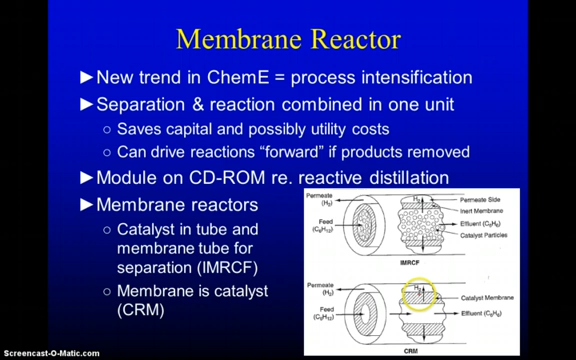 Membrane Reactor
►New trend in ChemE = process intensification
►Separation & reaction combined in one unit
○ Saves capital and possibly utility costs
○ Can drive reactions “forward” if products removed
►Module on CD-ROM re. reactive distillation
►Membrane reactors
○ Catalyst in tube and
membrane tube for
separation (IMRCF)
○ Membrane is catalyst
(CRM)
Permeate
(H₂)
Feed
(C₆H₁₂)
H₂
Permeate Side
Inert Membrane
Effluent (C₆H₆)
Catalyst Particles
IMRCF
Permeate
(H₂)
Feed
(C₆H₁₂)
H₂
Catalyst Membrane
Effluent (C₆H₆)
CRM
Screencast-O-Matic.com